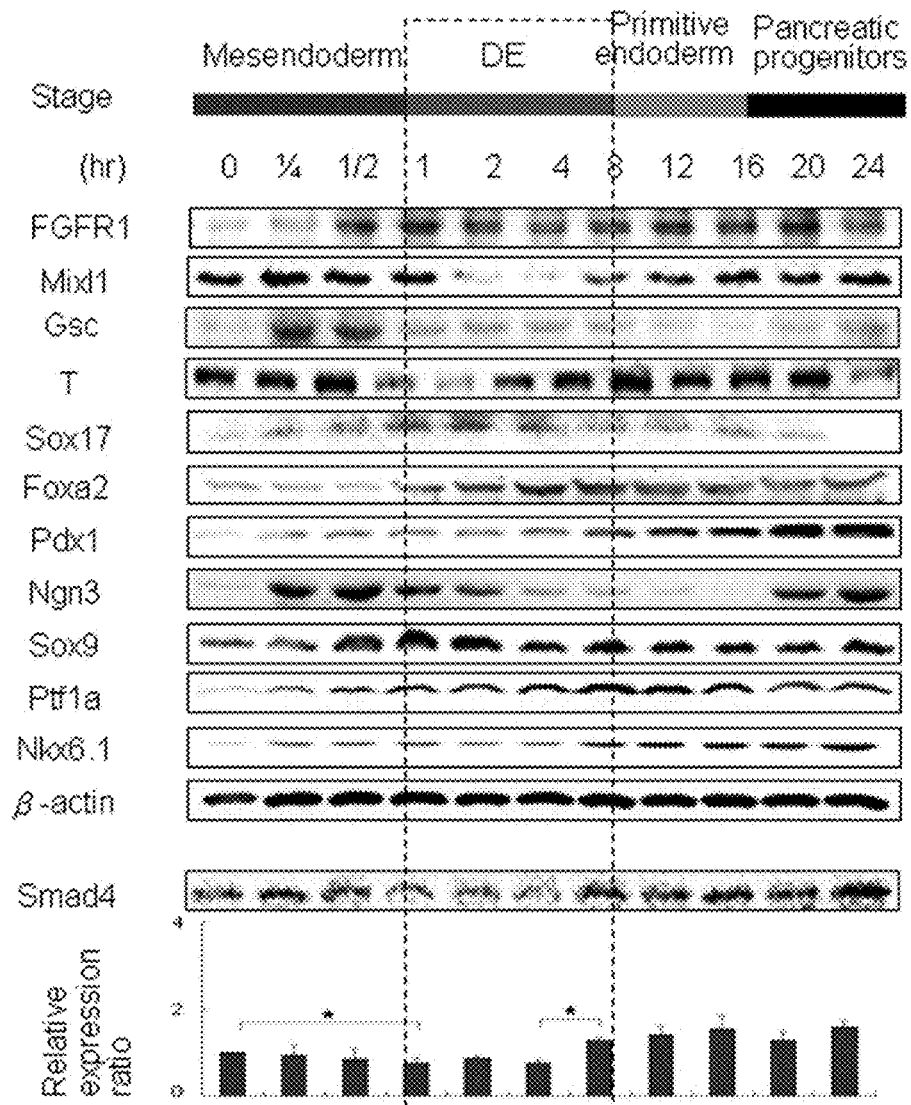 Mesendoderm DE Primitive endoderm Pancreatic progenitors
Stage
(hr) 0 ¼ 1/2 1 2 4 8 12 16 20 24
FGFR1
Mixl1
Gsc
T
Sox17
Foxa2
Pdx1
Ngn3
Sox9
Ptf1a
Nkx6.1
β-actin
Smad4
Relative expression ratio
4
2
0
* *